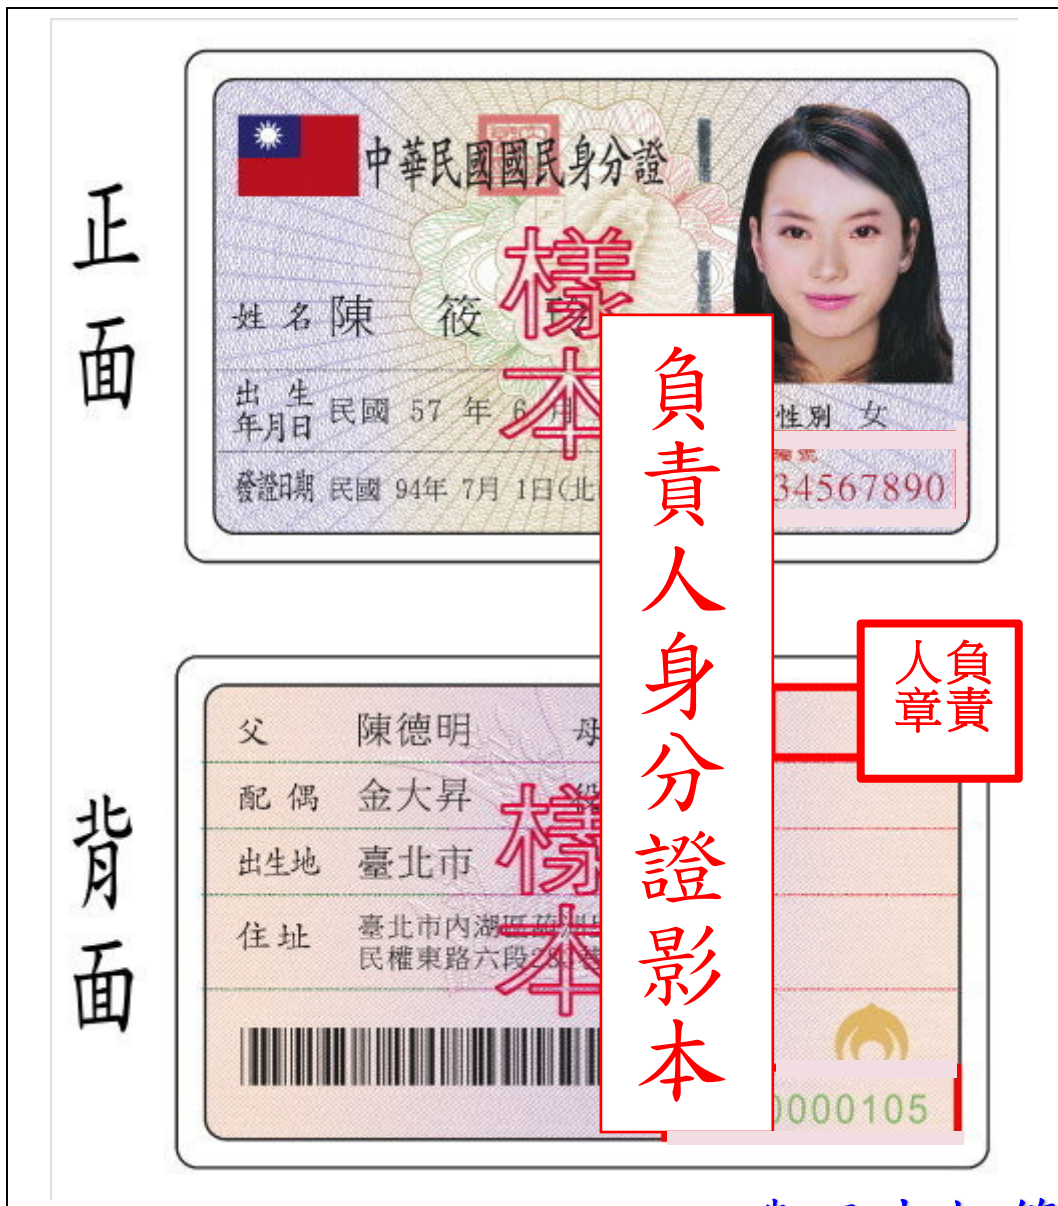 正面
中華民國國民身分證
姓名 陳 筱
樣本
出生年月日 民國 57 年 6 月
性別 女
發證日期 民國 94年 7月 1日(北
34567890
負責人身分證影本
負責人章
背面
父 陳德明 母
配偶 金大昇
樣本
出生地 臺北市
住址 臺北市內湖區
民權東路六段
0000105